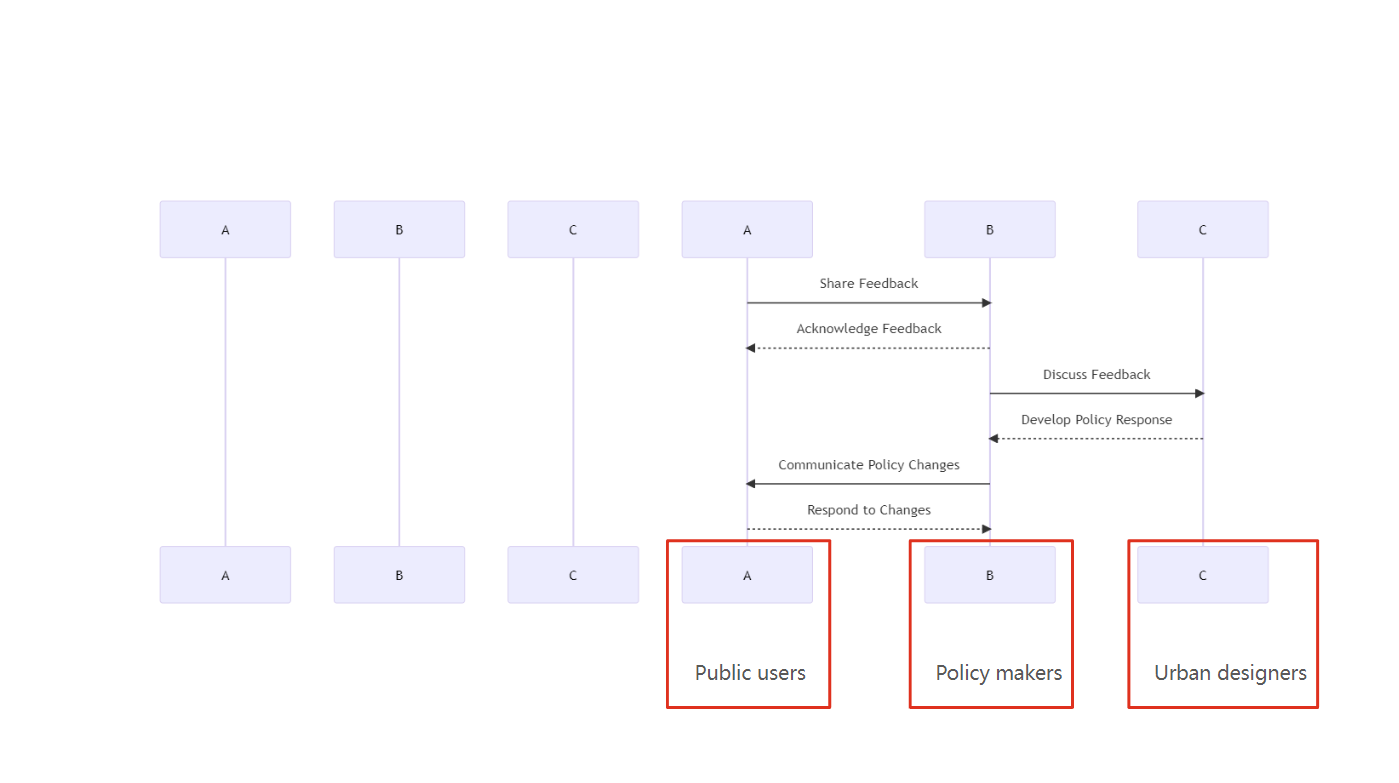 A
B
C
A
B
C
Share Feedback
Acknowledge Feedback
Discuss Feedback
Develop Policy Response
Communicate Policy Changes
Respond to Changes
A
B
C
A
B
C
Public users
Policy makers
Urban designers